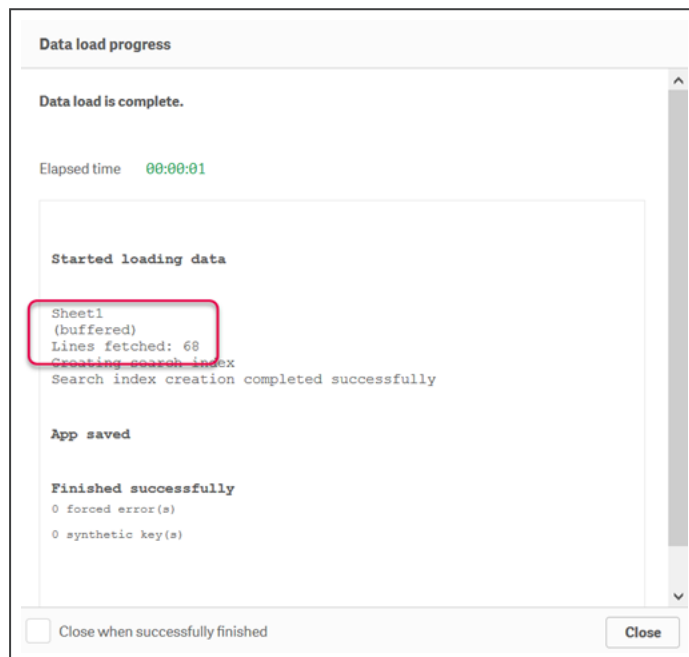 Data load progress
Data load is complete.
Elapsed time 00:00:01
Started loading data
Sheet1
(buffered)
Lines fetched: 68
Creating search index
Search index creation completed successfully
App saved
Finished successfully
0 forced error(s)
0 synthetic key(s)
Close when successfully finished
Close